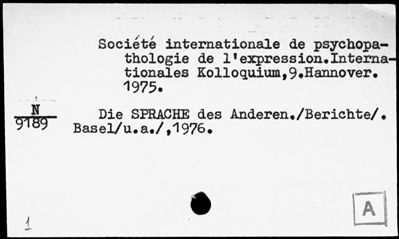 Société internationale de psychopa-
thologie de l'expression.Interna-
tionales Kolloquium,9.Hannover.
1975.
N
9189
Die SPRACHE des Anderen./Berichte/.
Basel/u.a./,1976.
1
A